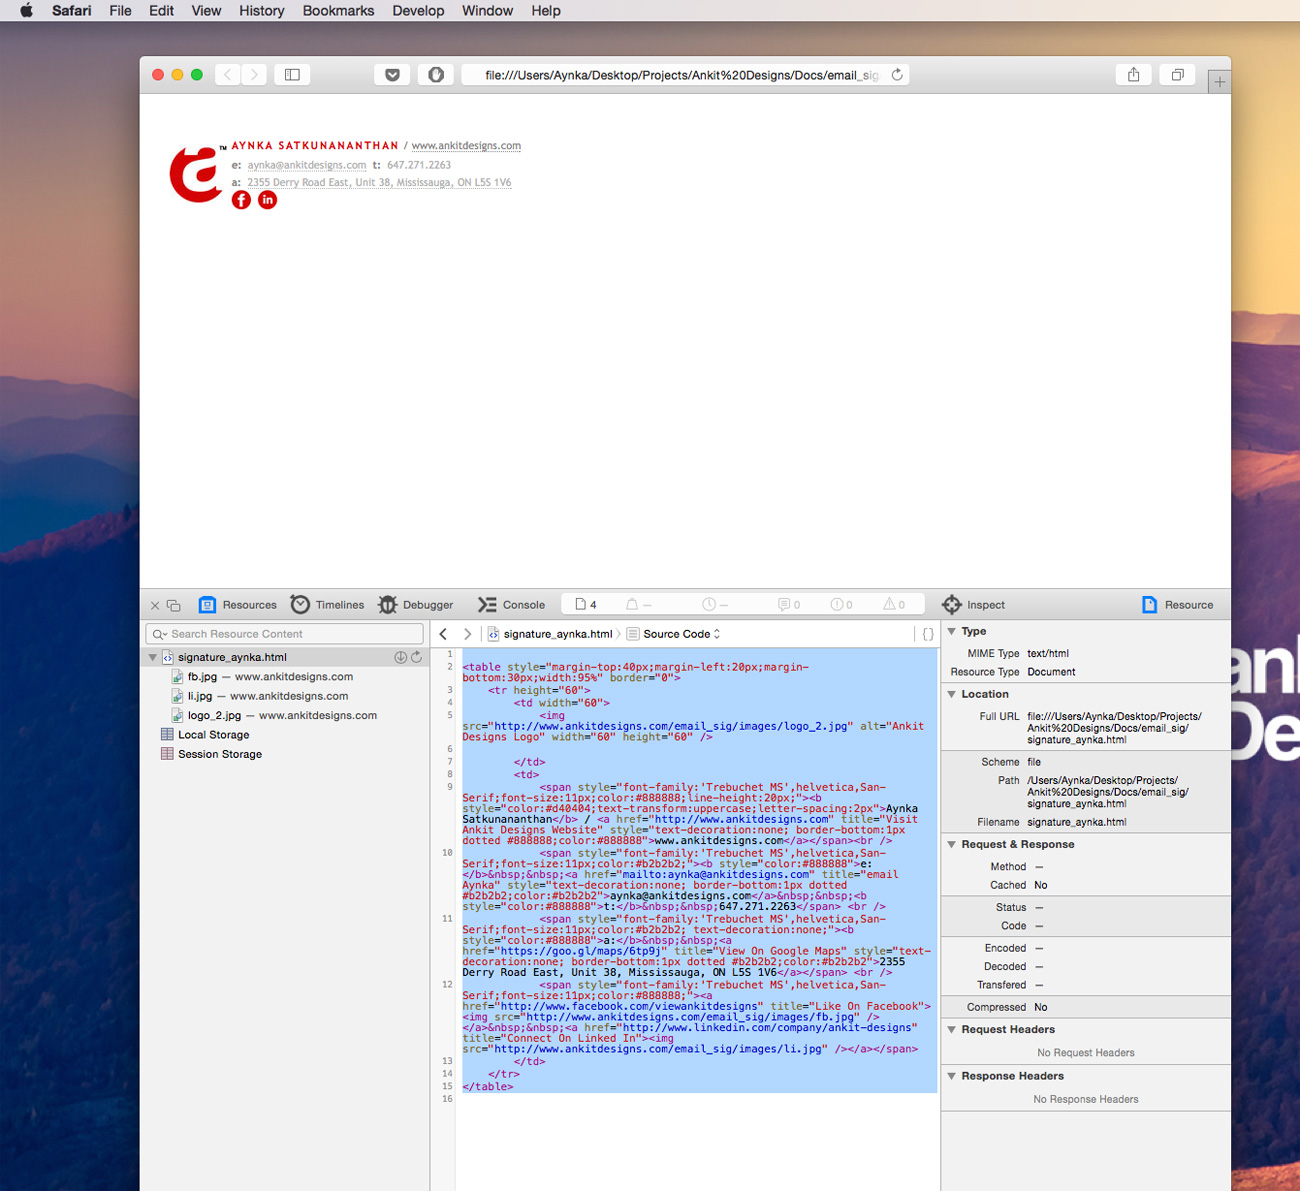 Safari File Edit View History Bookmarks Develop Window Help
file:///Users/Aynka/Desktop/Projects/Ankit%20Designs/Docs/email_sig
™ AYNKA SATKUNANANTHAN / www.ankitdesigns.com
e: aynka@ankitdesigns.com t: 647.271.2263
a: 2355 Derry Road East, Unit 38, Mississauga, ON L5S 1V6
f in
Resources Timelines Debugger Console 4 — — 0 0 0 Inspect Resource
Search Resource Content
signature_aynka.html
fb.jpg — www.ankitdesigns.com
li.jpg — www.ankitdesigns.com
logo_2.jpg — www.ankitdesigns.com
Local Storage
Session Storage
signature_aynka.html Source Code {}
1
2 <table style="margin-top:40px;margin-left:20px;margin-
bottom:30px;width:95%" border="0">
3 <tr height="60">
4 <td width="60">
5 <img
src="http://www.ankitdesigns.com/email_sig/images/logo_2.jpg" alt="Ankit
Designs Logo" width="60" height="60" />
6
7 </td>
8 <td>
9 <span style="font-family:'Trebuchet MS',helvetica,San-
Serif;font-size:11px;color:#888888;line-height:20px;"><b
style="color:#d40404;text-transform:uppercase;letter-spacing:2px">Aynka
Satkunananthan</b> / <a href="http://www.ankitdesigns.com" title="Visit
Ankit Designs Website" style="text-decoration:none; border-bottom:1px
dotted #888888;color:#888888">www.ankitdesigns.com</a></span><br />
10 <span style="font-family:'Trebuchet MS',helvetica,San-
Serif;font-size:11px;color:#b2b2b2;"><b style="color:#888888">e:
</b>&nbsp;&nbsp;<a href="mailto:aynka@ankitdesigns.com" title="email
Aynka" style="text-decoration:none; border-bottom:1px dotted
#b2b2b2;color:#b2b2b2">aynka@ankitdesigns.com</a>&nbsp;&nbsp;<b
style="color:#888888">t:</b>&nbsp;&nbsp;647.271.2263</span> <br />
11 <span style="font-family:'Trebuchet MS',helvetica,San-
Serif;font-size:11px;color:#b2b2b2; text-decoration:none;"><b
style="color:#888888">a:</b>&nbsp;&nbsp;<a
href="https://goo.gl/maps/6tp9j" title="View On Google Maps" style="text-
decoration:none; border-bottom:1px dotted #b2b2b2;color:#b2b2b2">2355
Derry Road East, Unit 38, Mississauga, ON L5S 1V6</a></span> <br />
12 <span style="font-family:'Trebuchet MS',helvetica,San-
Serif;font-size:11px;color:#888888;"><a
href="http://www.facebook.com/viewankitdesigns" title="Like On Facebook">
<img src="http://www.ankitdesigns.com/email_sig/images/fb.jpg" />
</a>&nbsp;&nbsp;<a href="http://www.linkedin.com/company/ankit-designs"
title="Connect On Linked In"><img
src="http://www.ankitdesigns.com/email_sig/images/li.jpg" /></a></span>
13 </td>
14 </tr>
15 </table>
16
Type
MIME Type text/html
Resource Type Document
Location
Full URL file:///Users/Aynka/Desktop/Projects/
Ankit%20Designs/Docs/email_sig/
signature_aynka.html
Scheme file
Path /Users/Aynka/Desktop/Projects/
Ankit%20Designs/Docs/email_sig/
signature_aynka.html
Filename signature_aynka.html
Request & Response
Method —
Cached No
Status —
Code —
Encoded —
Decoded —
Transfered —
Compressed No
Request Headers
No Request Headers
Response Headers
No Response Headers
ank
De